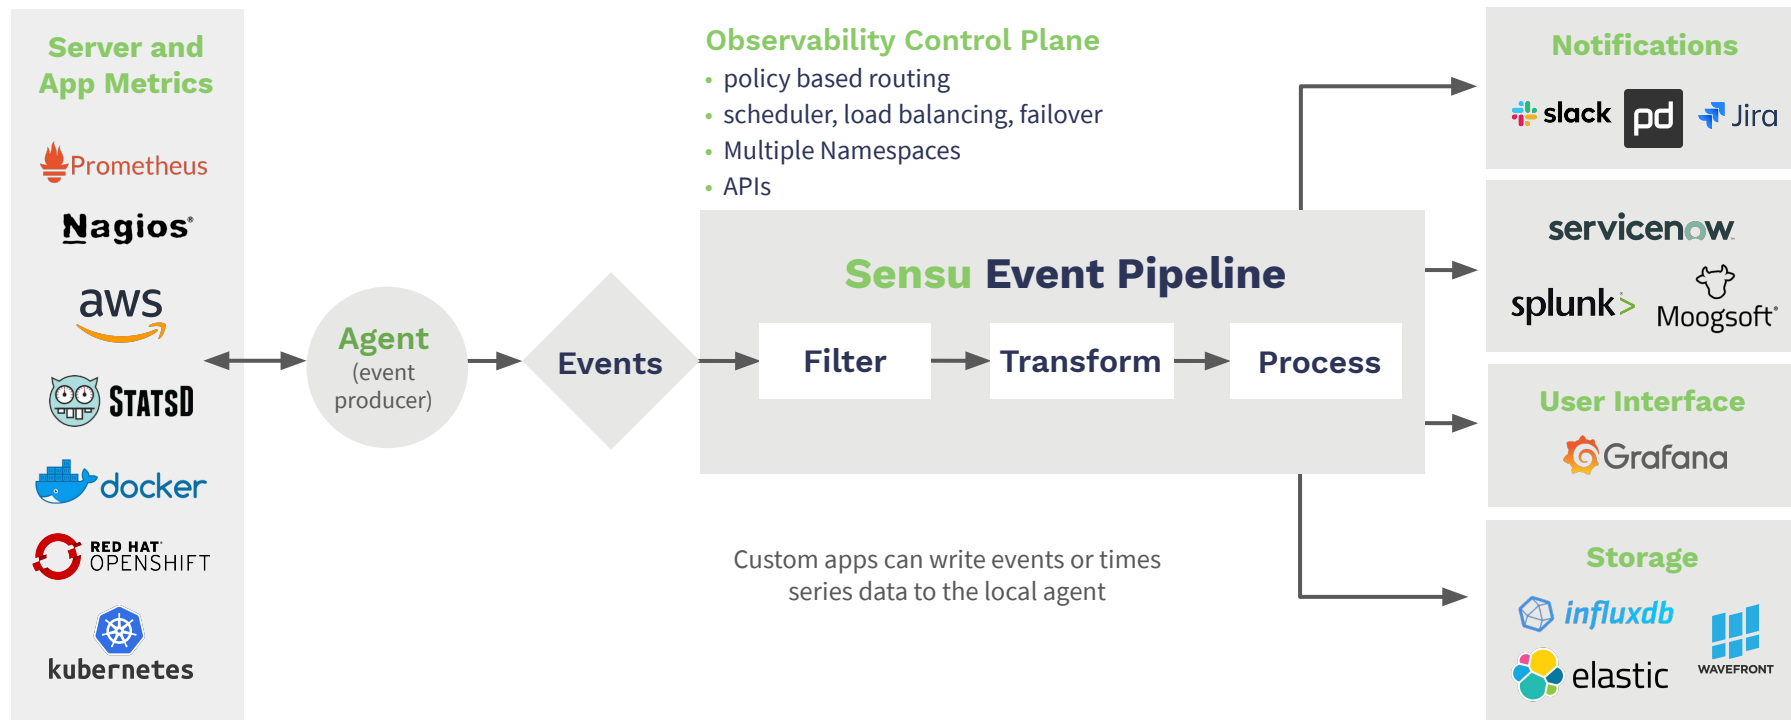 Server and
App Metrics
Prometheus
Nagios®
aws
STATSD
docker
RED HAT®
OPENSHIFT
kubernetes
Agent
(event
producer)
Events
Observability Control Plane
• policy based routing
• scheduler, load balancing, failover
• Multiple Namespaces
• APIs
Sensu Event Pipeline
Filter
Transform
Process
Custom apps can write events or times
series data to the local agent
Notifications
slack
pd
Jira
servicenow
splunk>
Moogsoft®
User Interface
Grafana
Storage
influxdb
elastic
WAVEFRONT